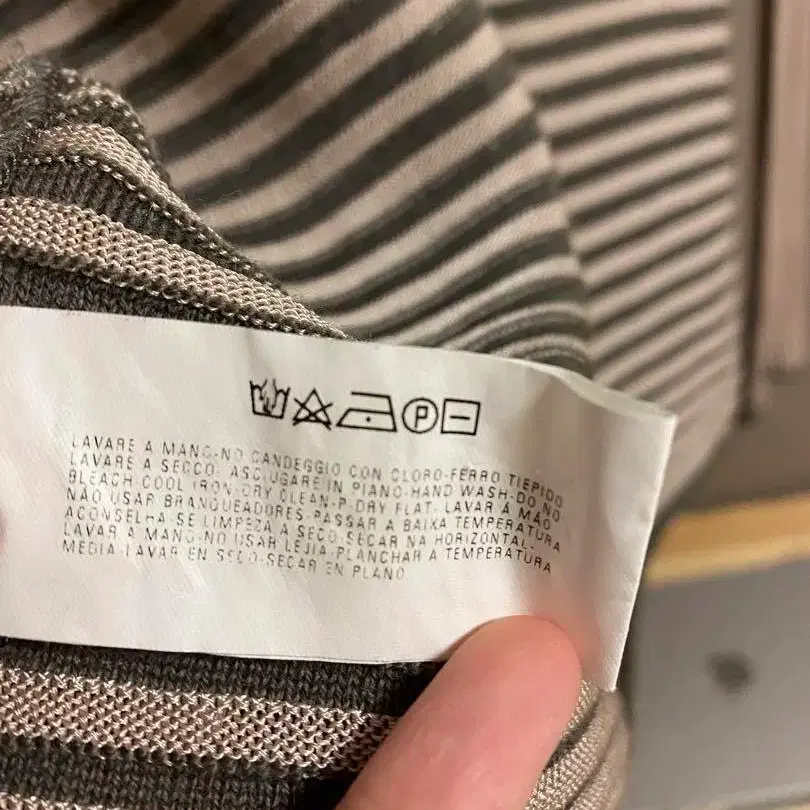 P
LAVARE A MANO-NO CANDEGGIO CON CLORO-FERRO TIEPIDO
LAVARE A SECCO- ASCIUGARE IN PIANO-HAND WASH-DO NO
BLEACH-COOL IRON-DRY CLEAN-P-DRY FLAT- LAVAR Á MÃO
NÃO USAR BRANQUEADORES-PASSAR A BAIXA TEMPERATURA
ACONSELHA-SE LIMPEZA A SECO-SECAR NA HORIZONTAL-
LAVAR A MANO-NO USAR LEJIA-PLANCHAR A TEMPERATURA
MEDIA-LAVAR EN SECO-SECAR EN PLANO